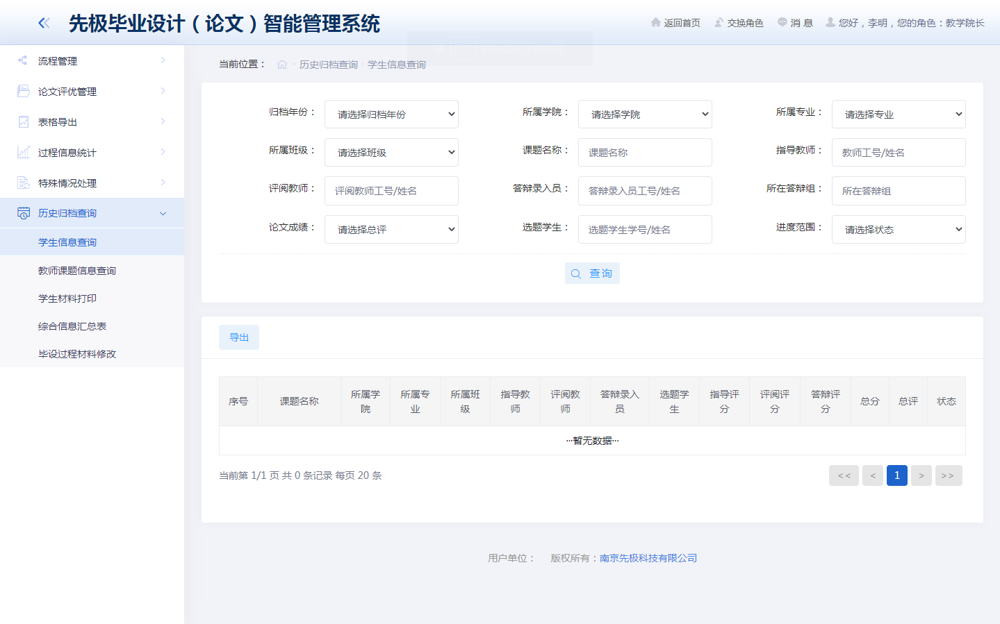 先极毕业设计（论文）智能管理系统
返回首页 交换角色 消 息 您好，李明，您的角色：教学院长
流程管理
论文评优管理
表格导出
过程信息统计
特殊情况处理
历史归档查询
学生信息查询
教师课题信息查询
学生材料打印
综合信息汇总表
毕设过程材料修改
当前位置： 历史归档查询 学生信息查询
归档年份： 请选择归档年份 所属学院： 请选择学院 所属专业： 请选择专业
所属班级： 请选择班级 课题名称： 课题名称 指导教师： 教师工号/姓名
评阅教师： 评阅教师工号/姓名 答辩录入员： 答辩录入员工号/姓名 所在答辩组： 所在答辩组
论文成绩： 请选择总评 选题学生： 选题学生学号/姓名 进度范围： 请选择状态
查询
导出
序号 课题名称 所属学院 所属专业 所属班级 指导教师 评阅教师 答辩录入员 选题学生 指导评分 评阅评分 答辩评分 总分 总评 状态
···暂无数据···
当前第 1/1 页 共 0 条记录 每页 20 条 << < 1 > >>
用户单位： 版权所有：南京先极科技有限公司